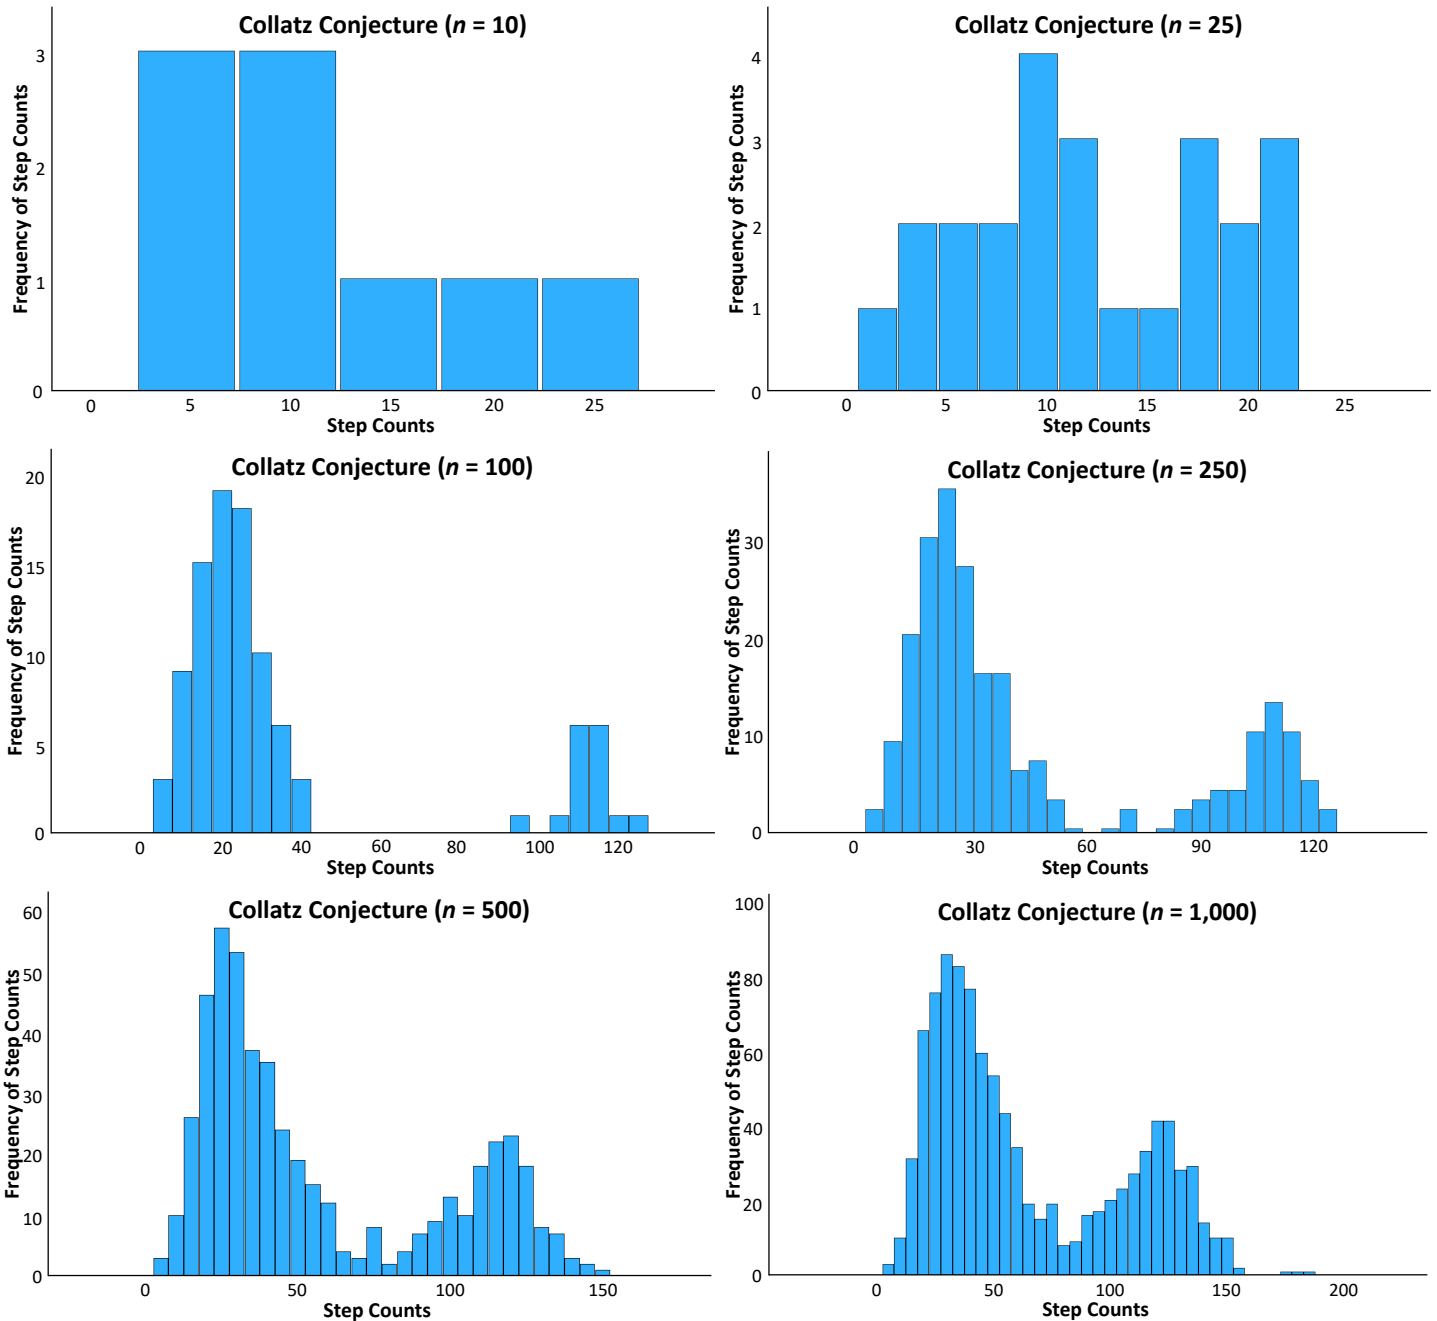 Collatz Conjecture (n = 10)
Frequency of Step Counts
3
2
1
0
0 5 10 15 20 25
Step Counts
Collatz Conjecture (n = 25)
Frequency of Step Counts
4
3
2
1
0
0 5 10 15 20 25
Step Counts
Collatz Conjecture (n = 100)
Frequency of Step Counts
20
15
10
5
0
0 20 40 60 80 100 120
Step Counts
Collatz Conjecture (n = 250)
Frequency of Step Counts
30
20
10
0
0 30 60 90 120
Step Counts
Collatz Conjecture (n = 500)
Frequency of Step Counts
60
50
40
30
20
10
0
0 50 100 150
Step Counts
Collatz Conjecture (n = 1,000)
Frequency of Step Counts
100
80
60
40
20
0
0 50 100 150 200
Step Counts